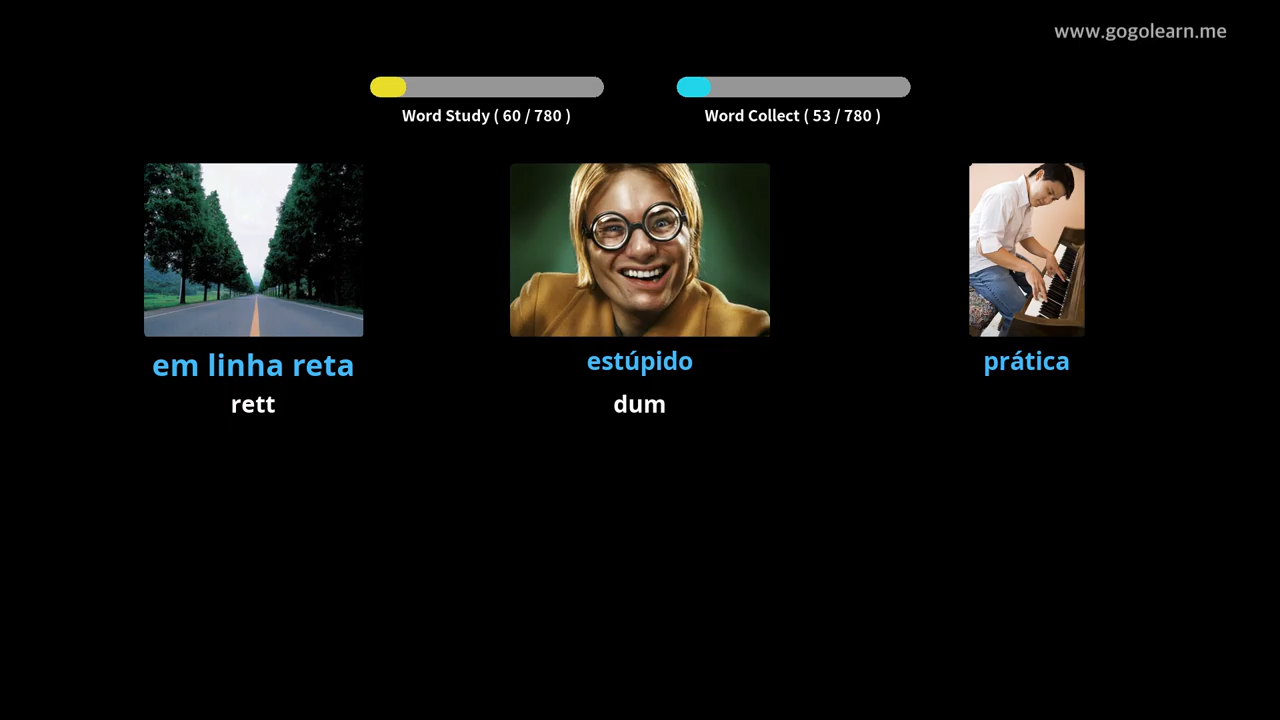 www.gogolearn.me
Word Study ( 60 / 780 )
Word Collect ( 53 / 780 )
em linha reta
estúpido
prática
rett
dum